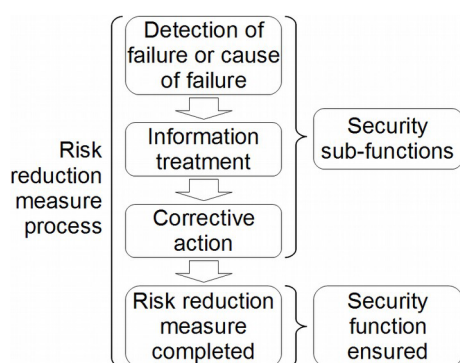 Detection of
failure or cause
of failure
Information
treatment
Security
sub-functions
Risk
reduction
measure
process
Corrective
action
Risk reduction
measure
completed
Security
function
ensured